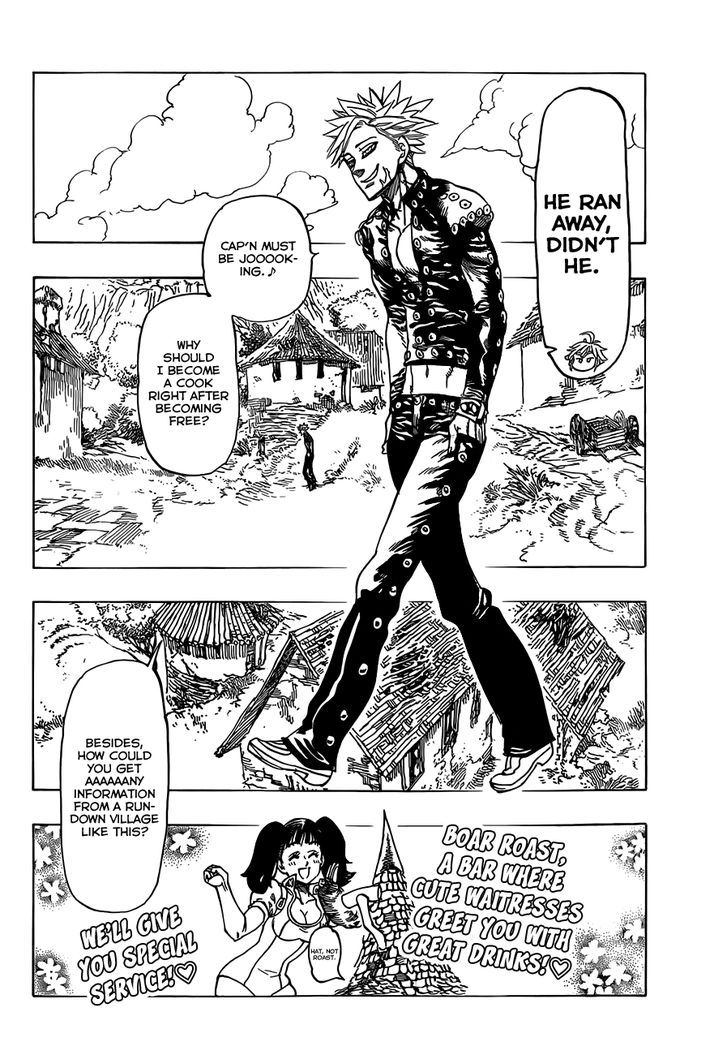 HE RAN
AWAY,
DIDN'T
HE.
CAP'N MUST
BE JOOOOK-
ING.♪
WHY
SHOULD
I BECOME
A COOK
RIGHT AFTER
BECOMING
FREE?
BESIDES,
HOW COULD
YOU GET
AAAAAANY
INFORMATION
FROM A RUN-
DOWN VILLAGE
LIKE THIS?
BOAR ROAST,
A BAR WHERE
CUTE WAITRESSES
GREET YOU WITH
GREAT DRINKS!♡
HAT, NOT
ROAST.
WE'LL GIVE
YOU SPECIAL
SERVICE!♡